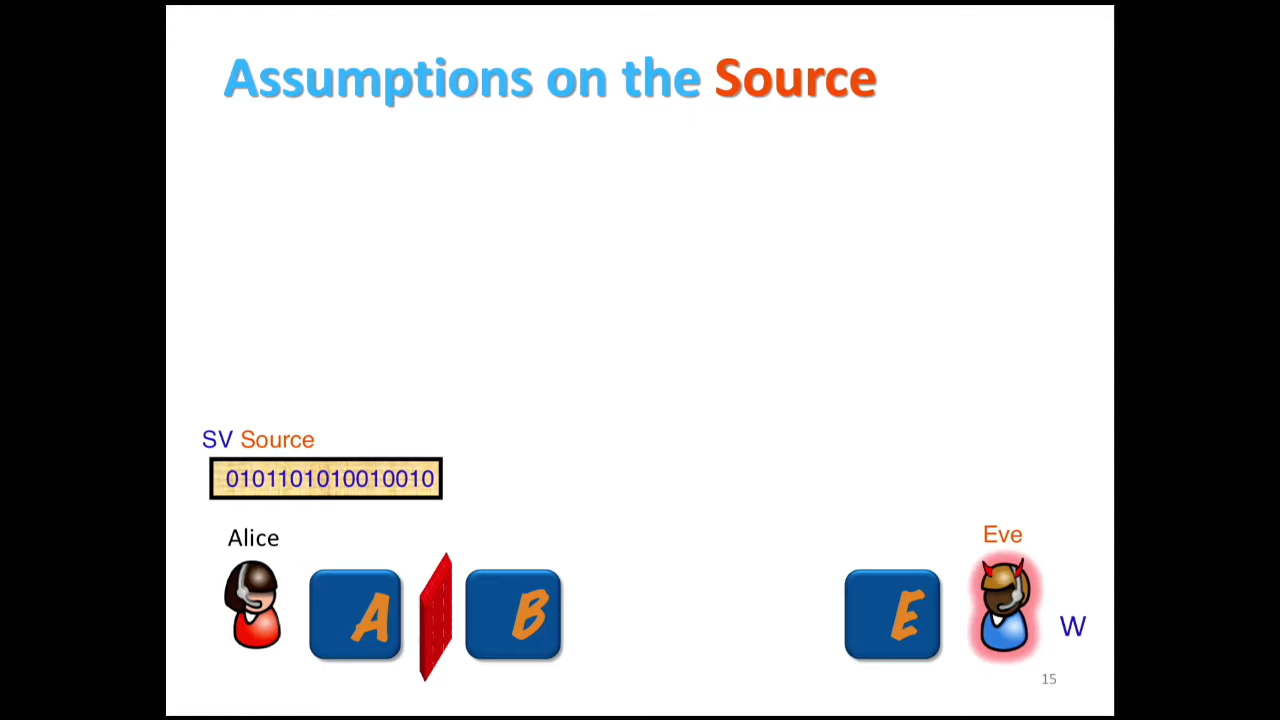 Assumptions on the Source
SV Source
0101101010010010
Alice
Eve
A
B
E
W
15